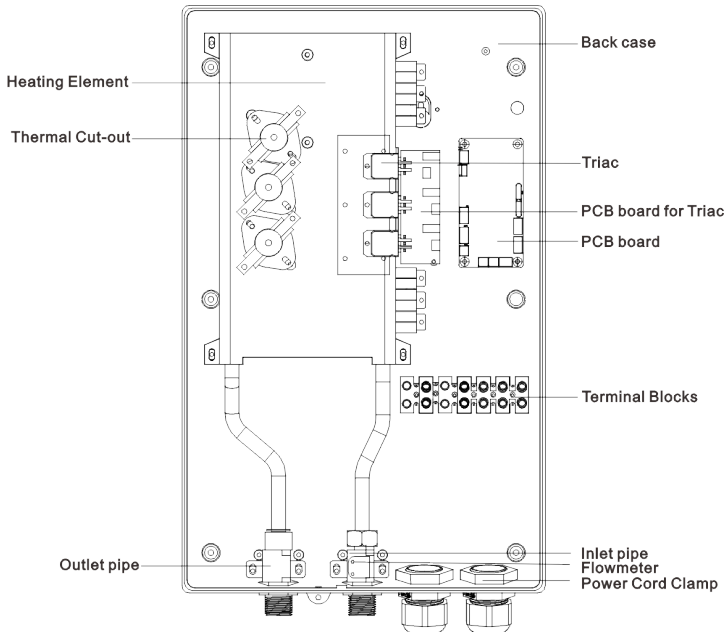 Back case
Heating Element
Thermal Cut-out
Triac
PCB board for Triac
PCB board
Terminal Blocks
Outlet pipe
Inlet pipe
Flowmeter
Power Cord Clamp